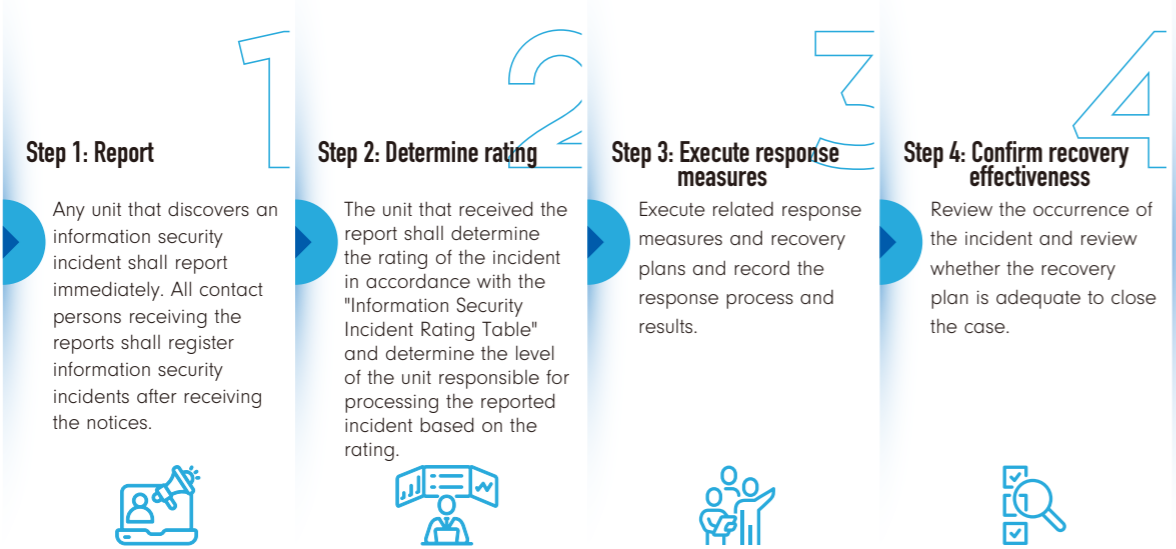 1
Step 1: Report
Any unit that discovers an
information security
incident shall report
immediately. All contact
persons receiving the
reports shall register
information security
incidents after receiving
the notices.
2
Step 2: Determine rating
The unit that received the
report shall determine
the rating of the incident
in accordance with the
"Information Security
Incident Rating Table"
and determine the level
of the unit responsible for
processing the reported
incident based on the
rating.
3
Step 3: Execute response
measures
Execute related response
measures and recovery
plans and record the
response process and
results.
4
Step 4: Confirm recovery
effectiveness
Review the occurrence of
the incident and review
whether the recovery
plan is adequate to close
the case.